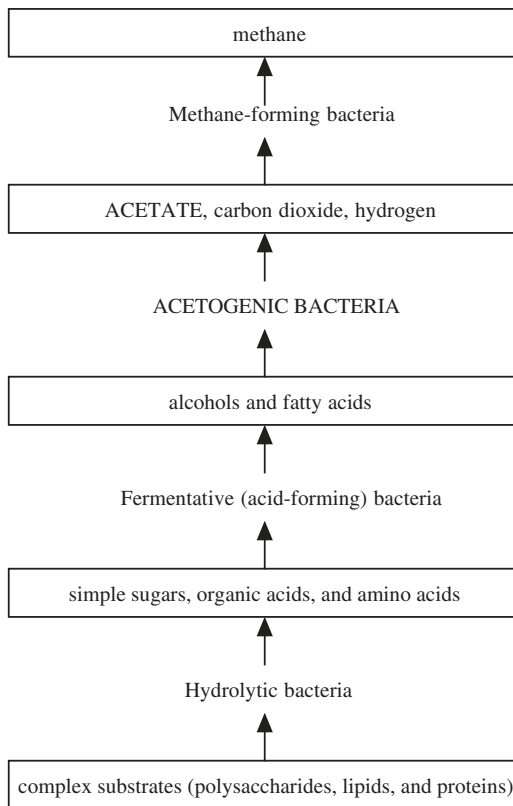 methane
Methane-forming bacteria
ACETATE, carbon dioxide, hydrogen
ACETOGENIC BACTERIA
alcohols and fatty acids
Fermentative (acid-forming) bacteria
simple sugars, organic acids, and amino acids
Hydrolytic bacteria
complex substrates (polysaccharides, lipids, and proteins)